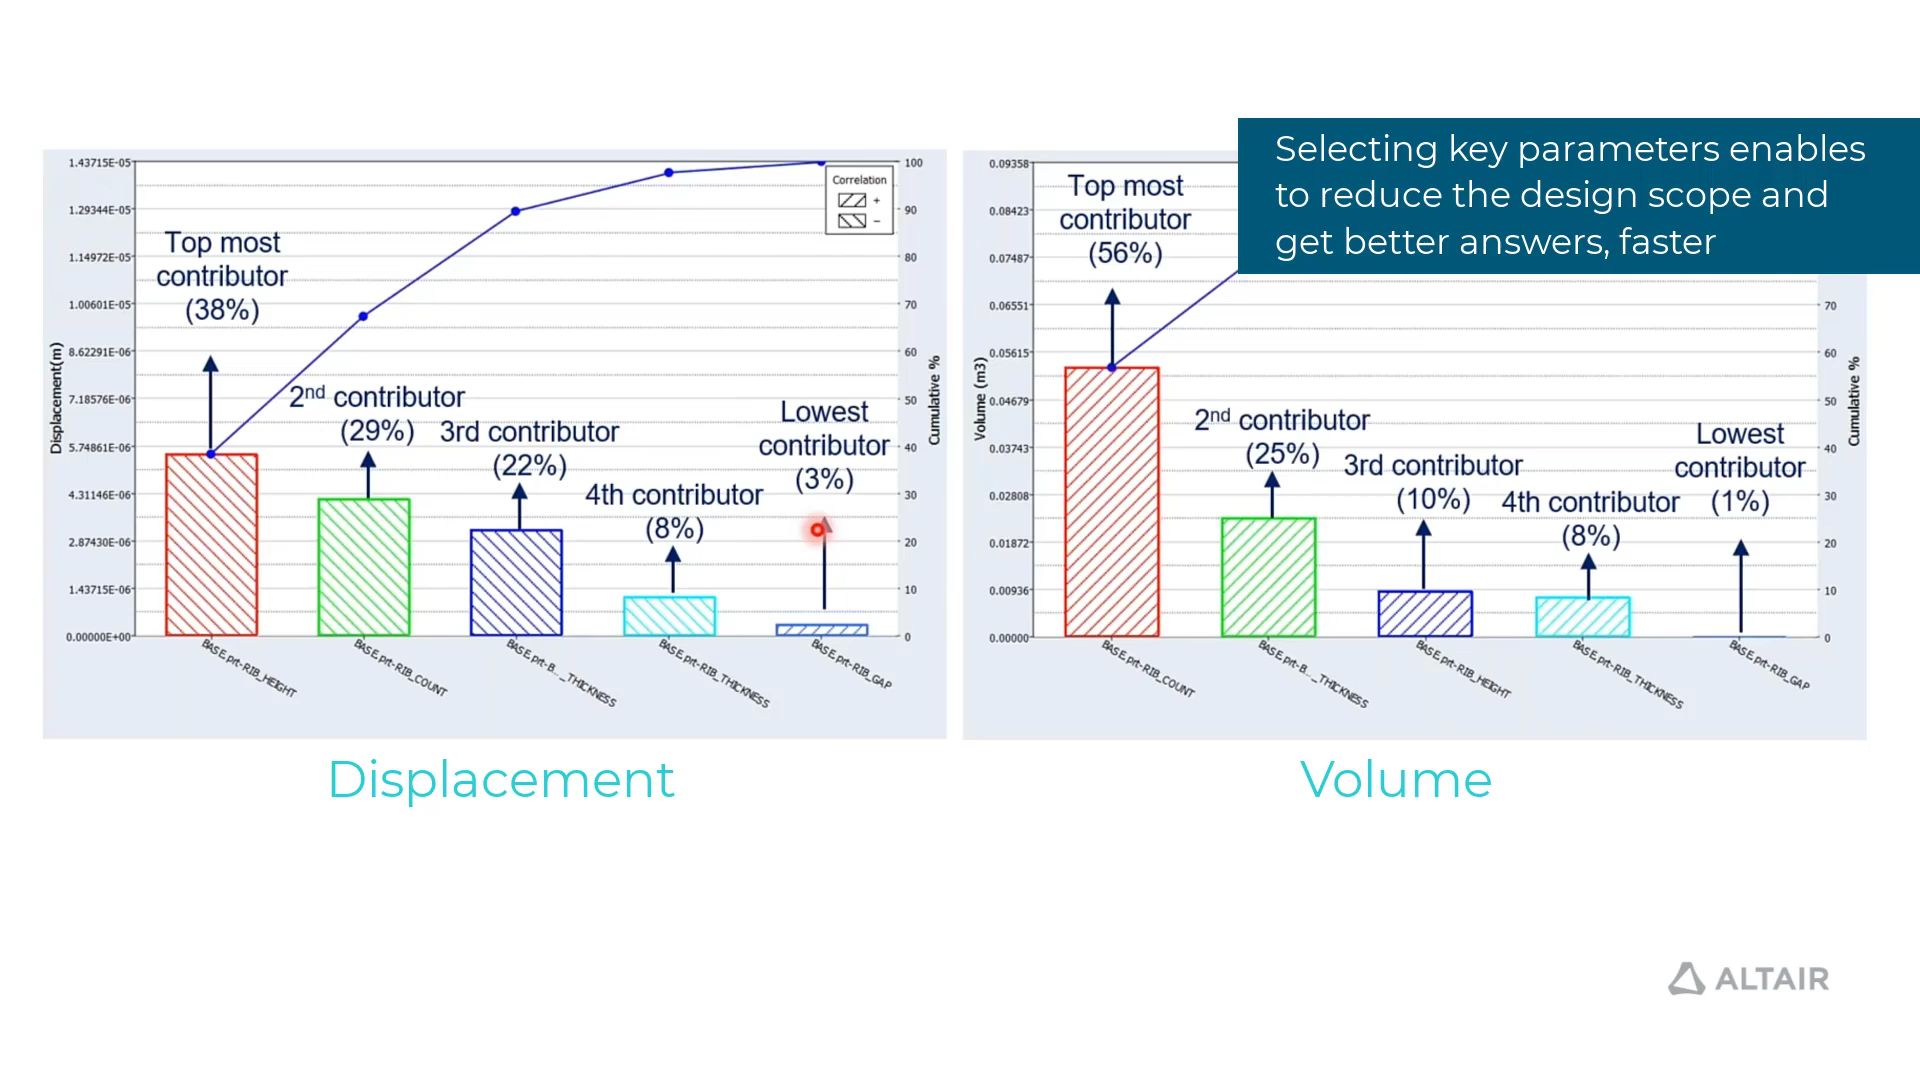 Selecting key parameters enables
to reduce the design scope and
get better answers, faster
1.43715E-05
1.29344E-05
1.14972E-05
1.00601E-05
8.62291E-06
7.18576E-06
5.74861E-06
4.31146E-06
2.87430E-06
1.43715E-06
0.00000E+00
Displacement(m)
Top most
contributor
(38%)
2nd contributor
(29%)
3rd contributor
(22%)
4th contributor
(8%)
Lowest
contributor
(3%)
Correlation
+
−
100
90
80
70
60
50
40
30
20
10
0
Cumulative %
BASE.prt-RIB_HEIGHT
BASE.prt-RIB_COUNT
BASE.prt-B..._THICKNESS
BASE.prt-RIB_THICKNESS
BASE.prt-RIB_GAP
Displacement
0.09358
0.08423
0.07487
0.06551
0.05615
0.04679
0.03743
0.02808
0.01872
0.00936
0.00000
Volume (m3)
Top most
contributor
(56%)
2nd contributor
(25%)
3rd contributor
(10%)
4th contributor
(8%)
Lowest
contributor
(1%)
70
60
50
40
30
20
10
0
Cumulative %
BASE.prt-RIB_COUNT
BASE.prt-B..._THICKNESS
BASE.prt-RIB_HEIGHT
BASE.prt-RIB_THICKNESS
BASE.prt-RIB_GAP
Volume
ALTAIR